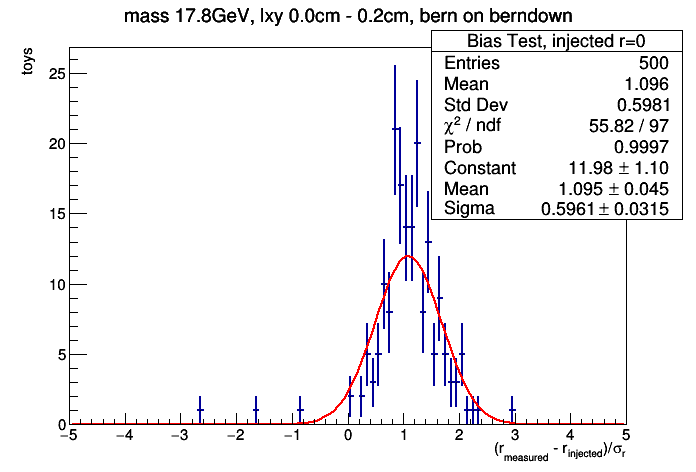 mass 17.8GeV, lxy 0.0cm - 0.2cm, bern on berndown
Bias Test, injected r=0
Entries 500
Mean 1.096
Std Dev 0.5981
χ² / ndf 55.82 / 97
Prob 0.9997
Constant 11.98 ± 1.10
Mean 1.095 ± 0.045
Sigma 0.5961 ± 0.0315
toys
25
20
15
10
5
0
−5 −4 −3 −2 −1 0 1 2 3 4 5
(r_measured - r_injected)/σ_r